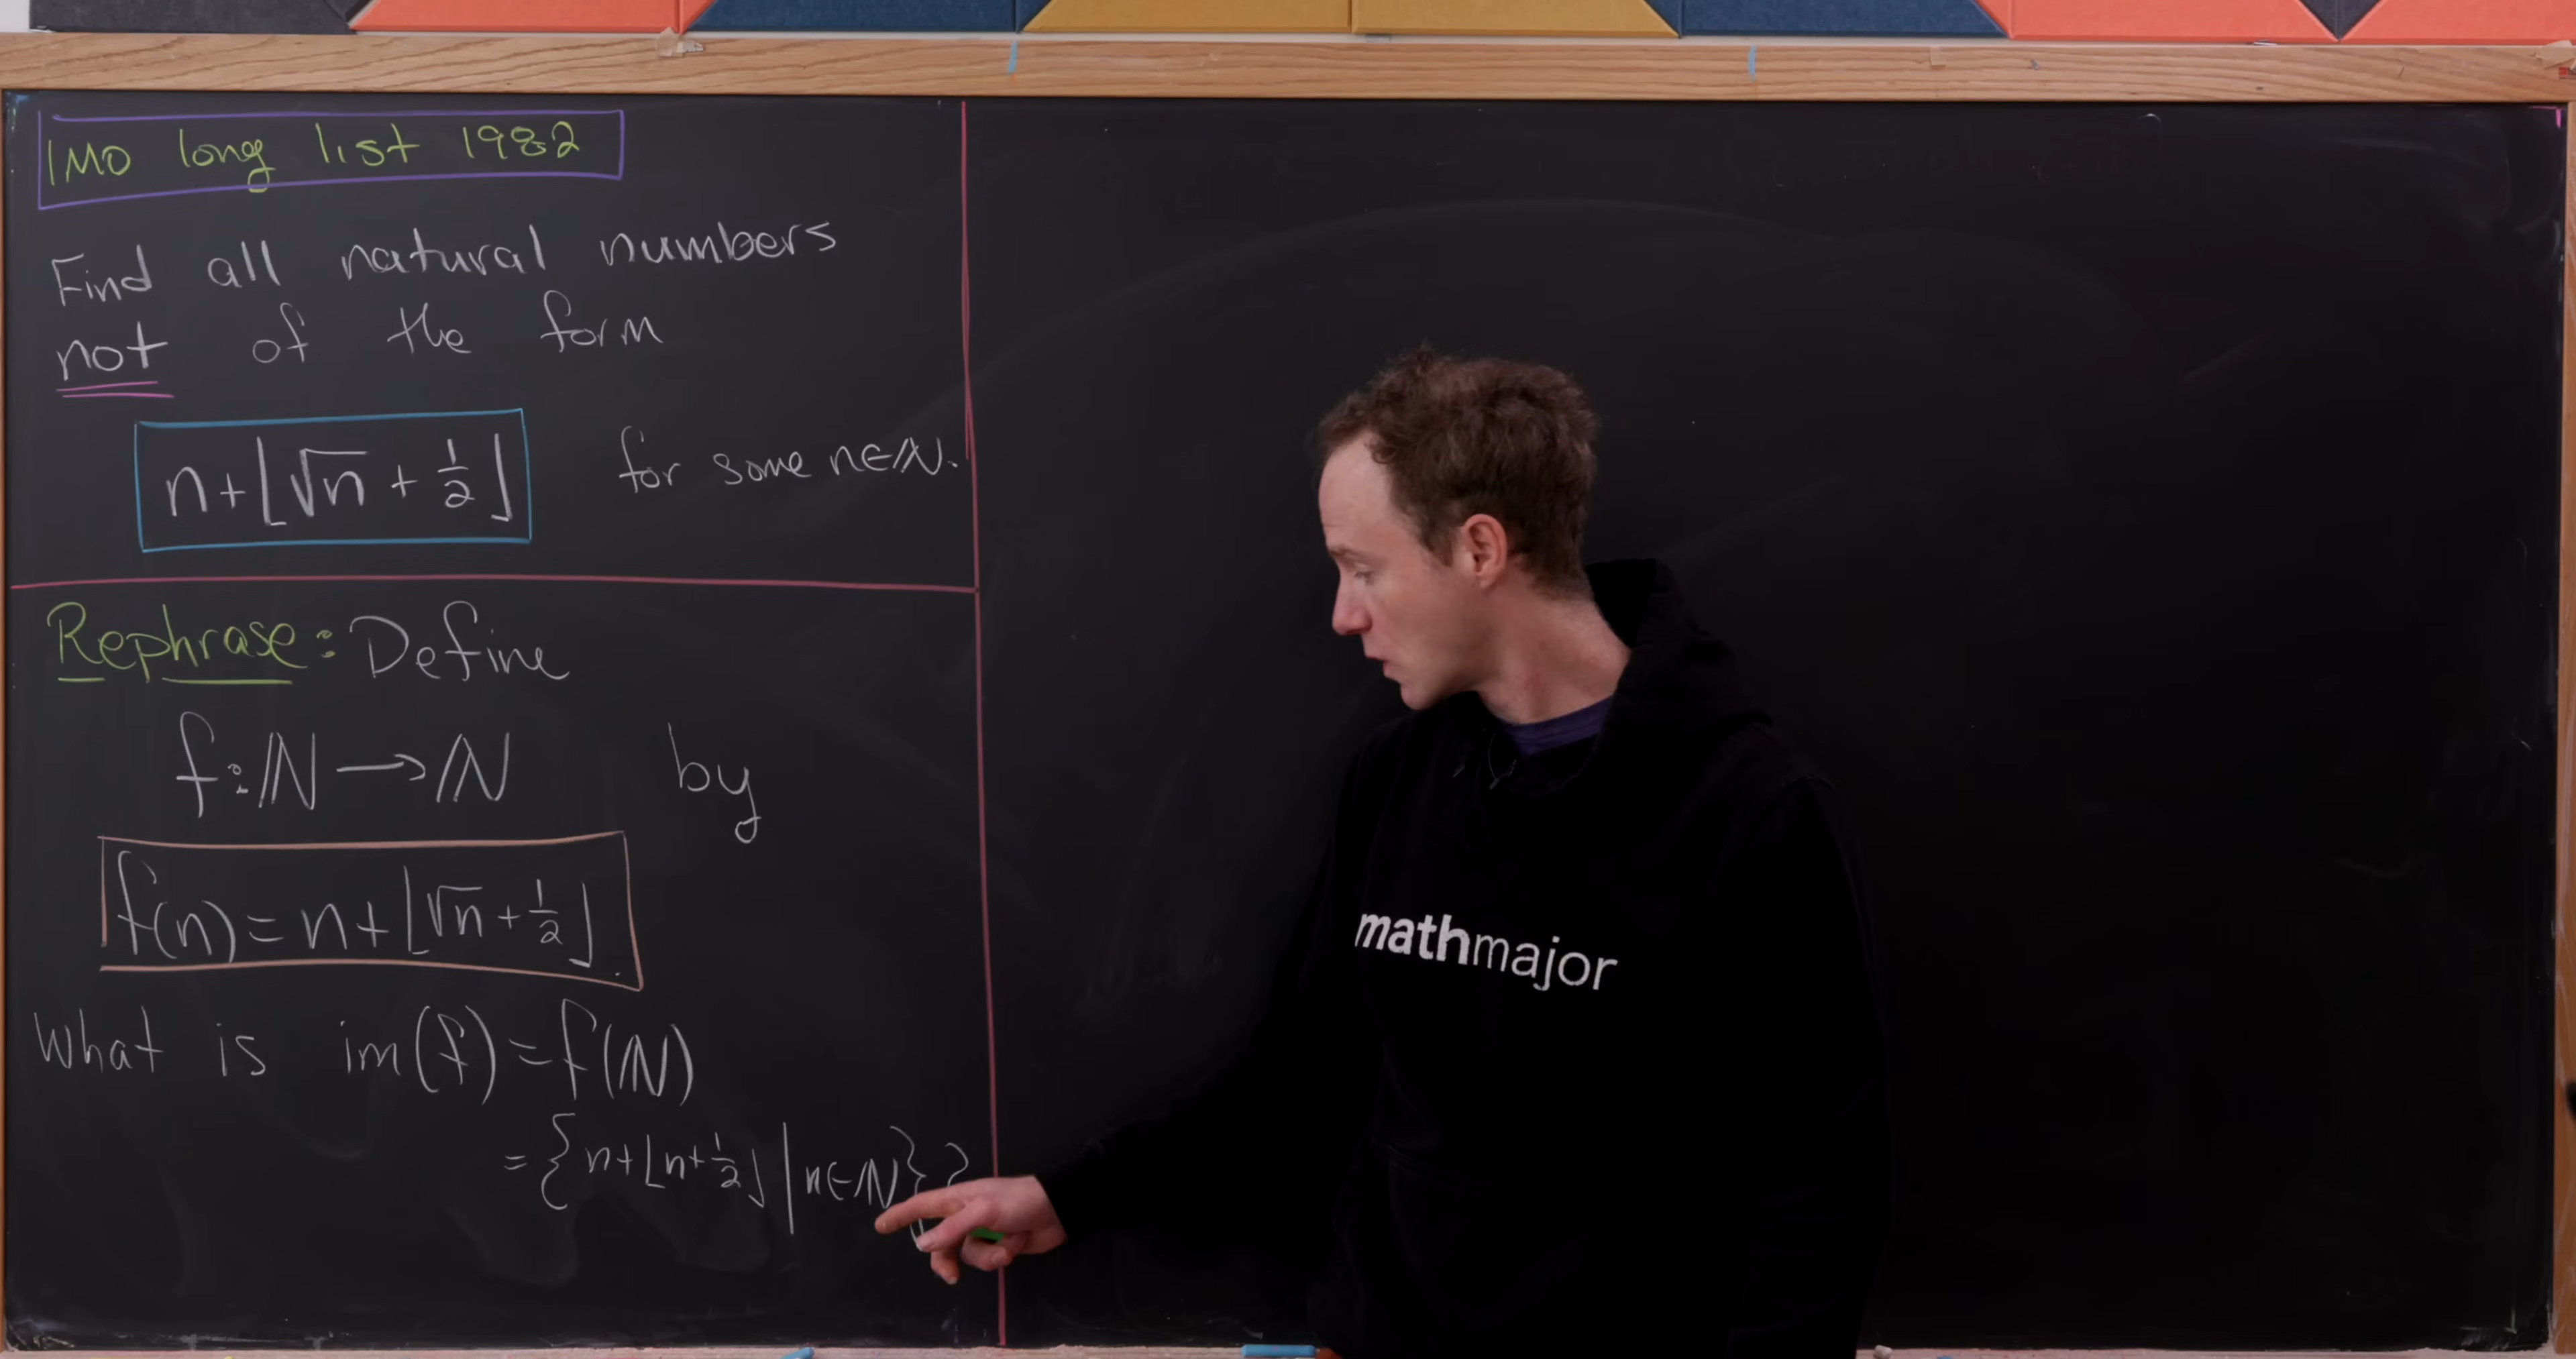 IMO long list 1982
Find all natural numbers
not of the form
n+⌊√n + 1/2⌋ for some n∈ℕ.
Rephrase: Define
f:ℕ→ℕ by
f(n)=n+⌊√n+1/2⌋.
What is im(f)=f(ℕ)
={n+⌊n+1/2⌋|n∈ℕ}?
mathmajor